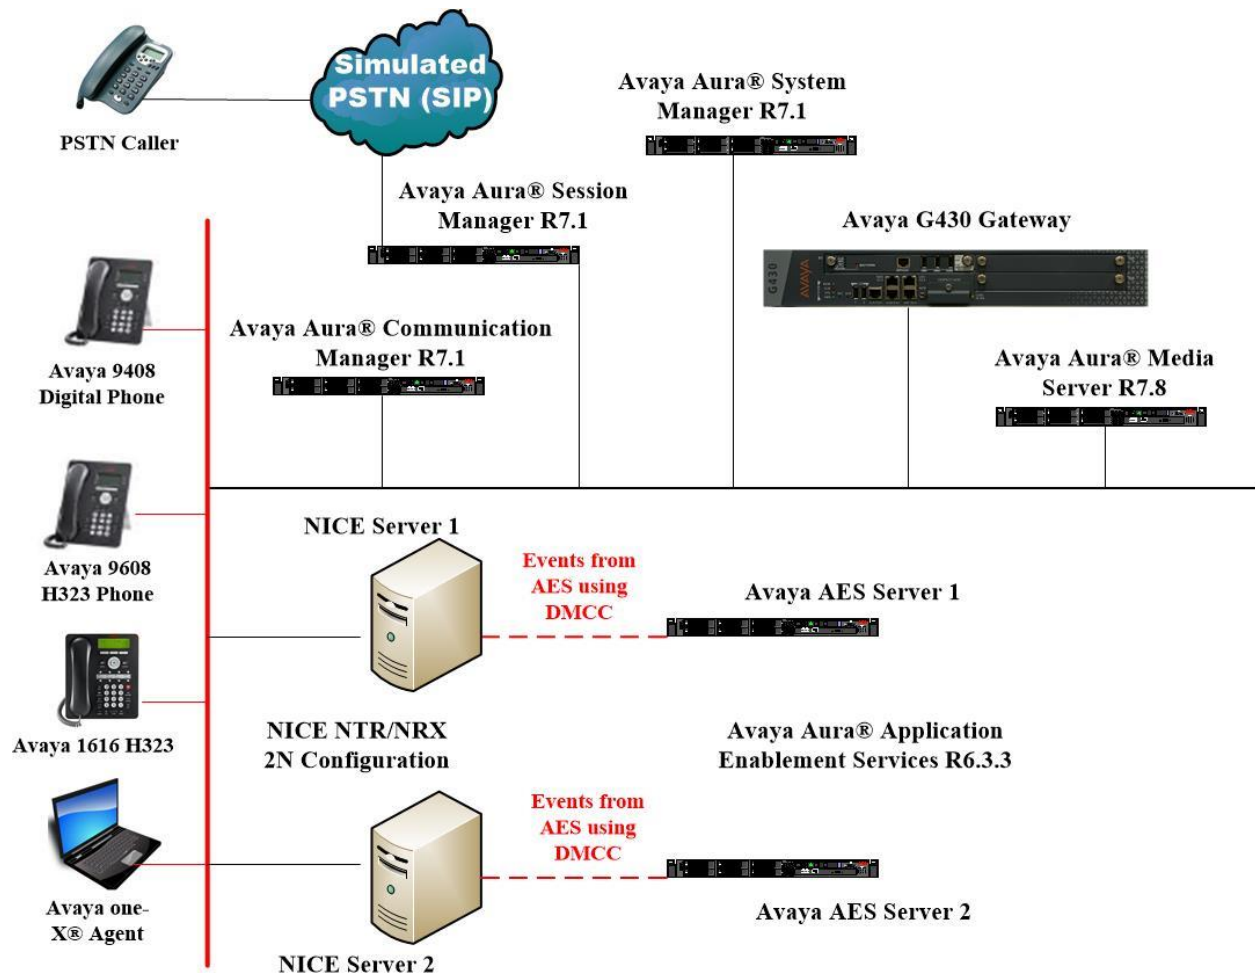 Simulated
PSTN (SIP)
PSTN Caller
Avaya Aura® System
Manager R7.1
Avaya Aura® Session
Manager R7.1
Avaya G430 Gateway
G430
AVAYA
Avaya Aura® Communication
Manager R7.1
Avaya Aura® Media
Server R7.8
Avaya 9408
Digital Phone
Avaya 9608
H323 Phone
NICE Server 1
Events from
AES using
DMCC
Avaya AES Server 1
Avaya 1616 H323
NICE NTR/NRX
2N Configuration
Avaya Aura® Application
Enablement Services R6.3.3
Events from
AES using
DMCC
Avaya one-
X® Agent
Avaya AES Server 2
NICE Server 2